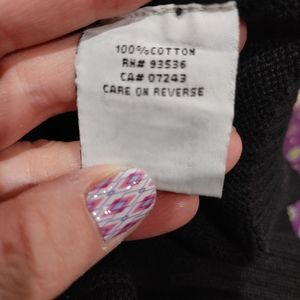 100%COTTON
RN# 93536
CA# 07243
CARE ON REVERSE